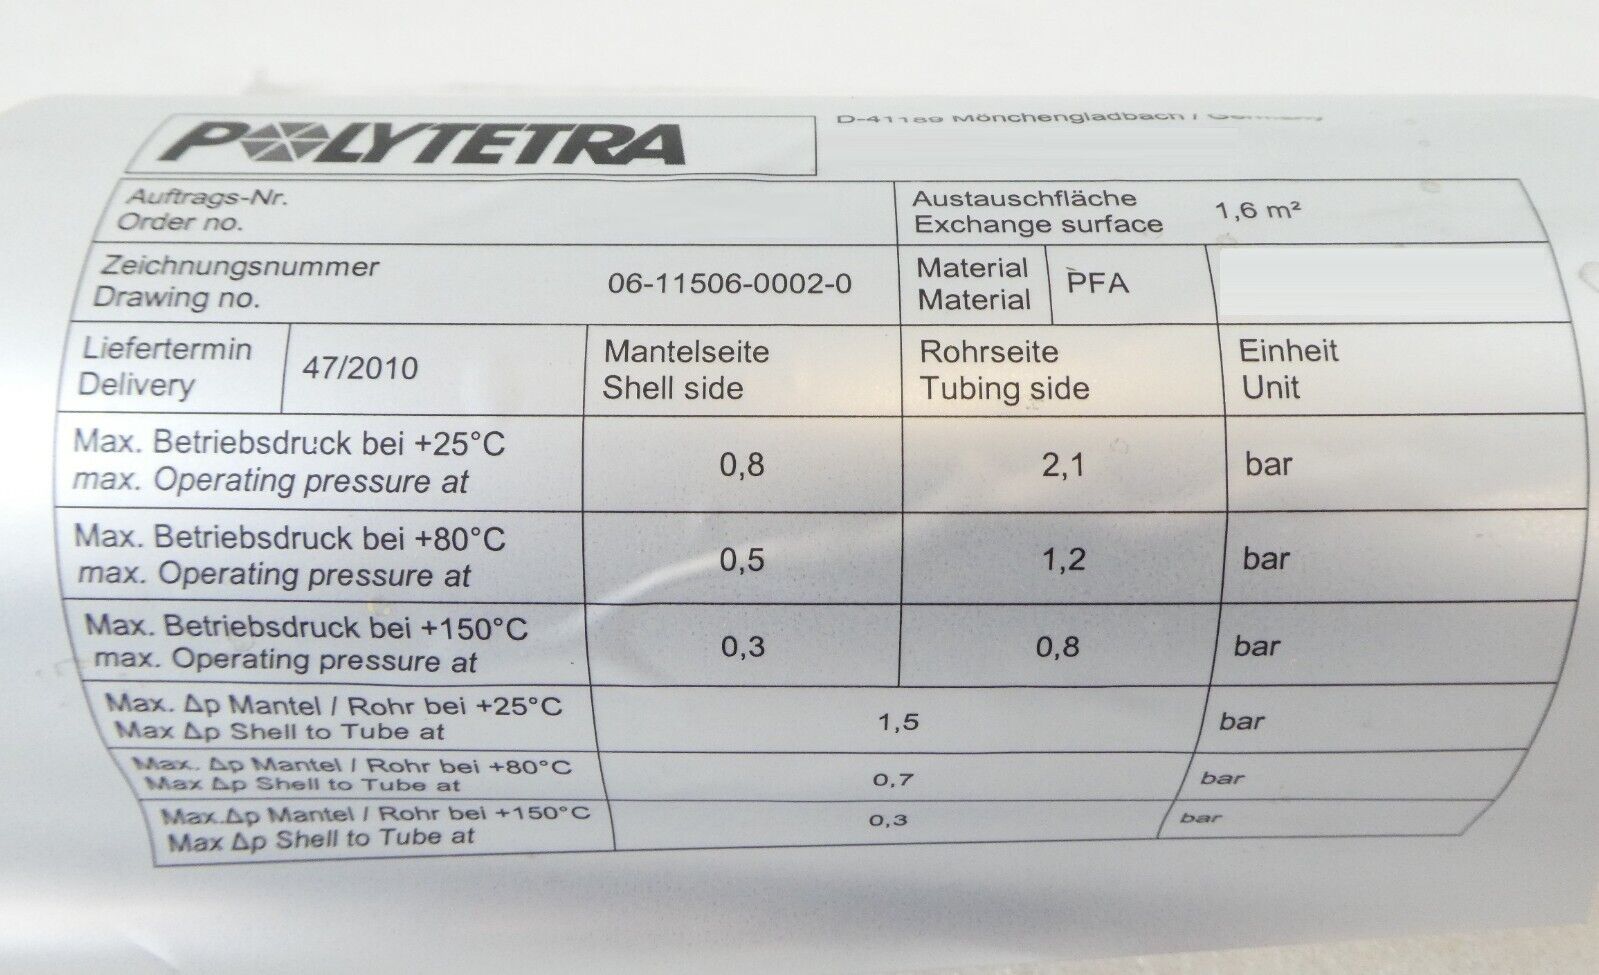 POLYTETRA
D-41189 Mönchengladbach / Germany
Auftrags-Nr.
Order no.
Austauschfläche
Exchange surface
1,6 m²
Zeichnungsnummer
Drawing no.
06-11506-0002-0
Material
Material
PFA
Liefertermin
Delivery
47/2010
Mantelseite
Shell side
Rohrseite
Tubing side
Einheit
Unit
Max. Betriebsdruck bei +25°C
max. Operating pressure at
0,8
2,1
bar
Max. Betriebsdruck bei +80°C
max. Operating pressure at
0,5
1,2
bar
Max. Betriebsdruck bei +150°C
max. Operating pressure at
0,3
0,8
bar
Max. Δp Mantel / Rohr bei +25°C
Max Δp Shell to Tube at
1,5
bar
Max. Δp Mantel / Rohr bei +80°C
Max Δp Shell to Tube at
0,7
bar
Max.Δp Mantel / Rohr bei +150°C
Max Δp Shell to Tube at
0,3
bar